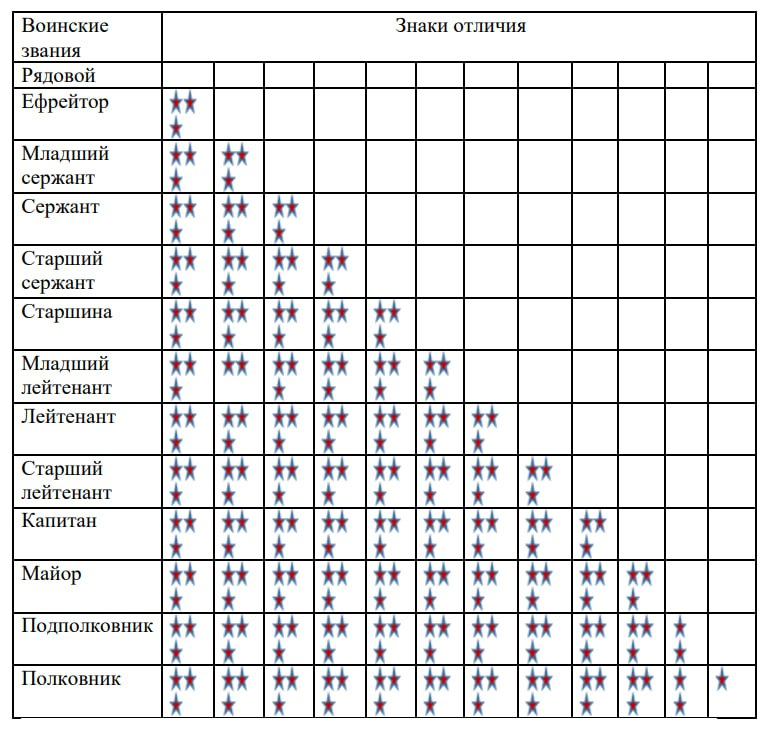 Воинские
звания
Знаки отличия
Рядовой
Ефрейтор
Младший
сержант
Сержант
Старший
сержант
Старшина
Младший
лейтенант
Лейтенант
Старший
лейтенант
Капитан
Майор
Подполковник
Полковник